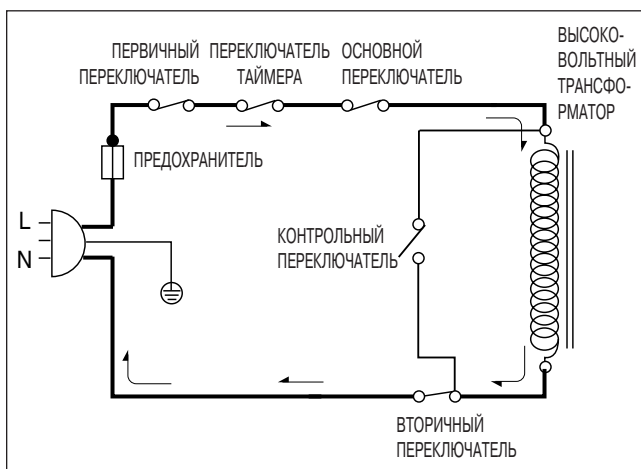 ПЕРВИЧНЫЙ
ПЕРЕКЛЮЧАТЕЛЬ
ПЕРЕКЛЮЧАТЕЛЬ
ТАЙМЕРА
ОСНОВНОЙ
ПЕРЕКЛЮЧАТЕЛЬ
ВЫСОКО-
ВОЛЬТНЫЙ
ТРАНСФО-
РМАТОР
ПРЕДОХРАНИТЕЛЬ
L
N
КОНТРОЛЬНЫЙ
ПЕРЕКЛЮЧАТЕЛЬ
ВТОРИЧНЫЙ
ПЕРЕКЛЮЧАТЕЛЬ